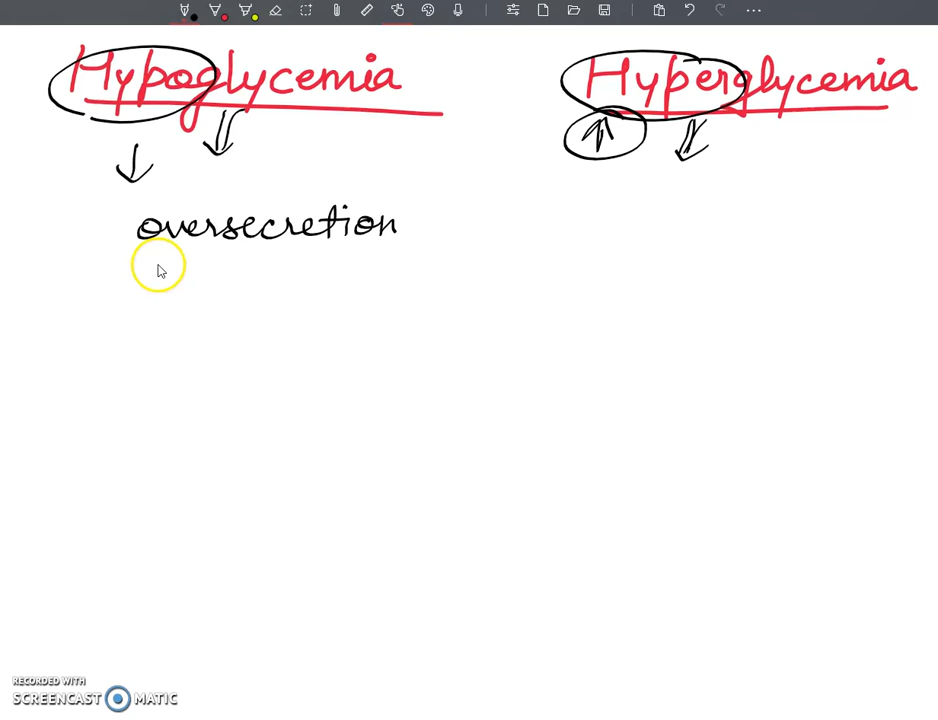 Hypoglycemia
Hyperglycemia
oversecretion
RECORDED WITH
SCREENCAST MATIC